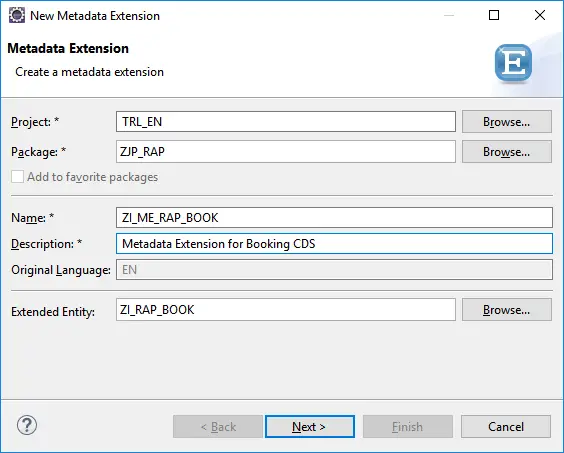 New Metadata Extension
Metadata Extension
Create a metadata extension
E
Project: * TRL_EN Browse...
Package: * ZJP_RAP Browse...
Add to favorite packages
Name: * ZI_ME_RAP_BOOK
Description: * Metadata Extension for Booking CDS
Original Language: EN
Extended Entity: ZI_RAP_BOOK Browse...
? < Back Next > Finish Cancel